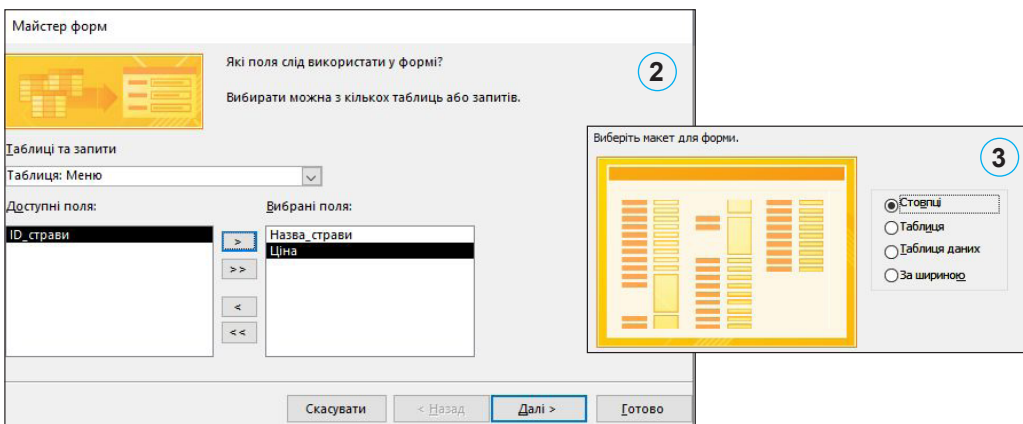 Майстер форм
Які поля слід використати у формі?
2
Вибирати можна з кількох таблиць або запитів.
Таблиці та запити
Таблиця: Меню
Доступні поля:
Вибрані поля:
ID_страви
>
>>
<
<<
Назва_страви
Ціна
Скасувати
< Назад
Далі >
Готово
Виберіть макет для форми.
3
Стовпці
Таблиця
Таблиця даних
За шириною